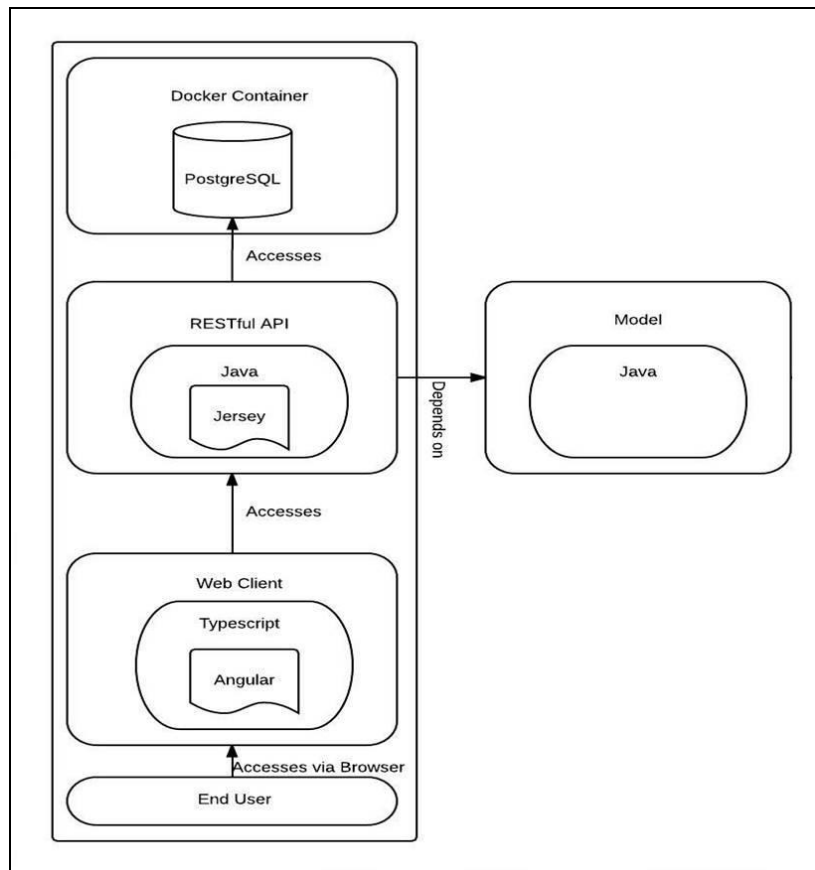 Docker Container
PostgreSQL
Accesses
RESTful API
Java
Jersey
Depends on
Model
Java
Accesses
Web Client
Typescript
Angular
Accesses via Browser
End User